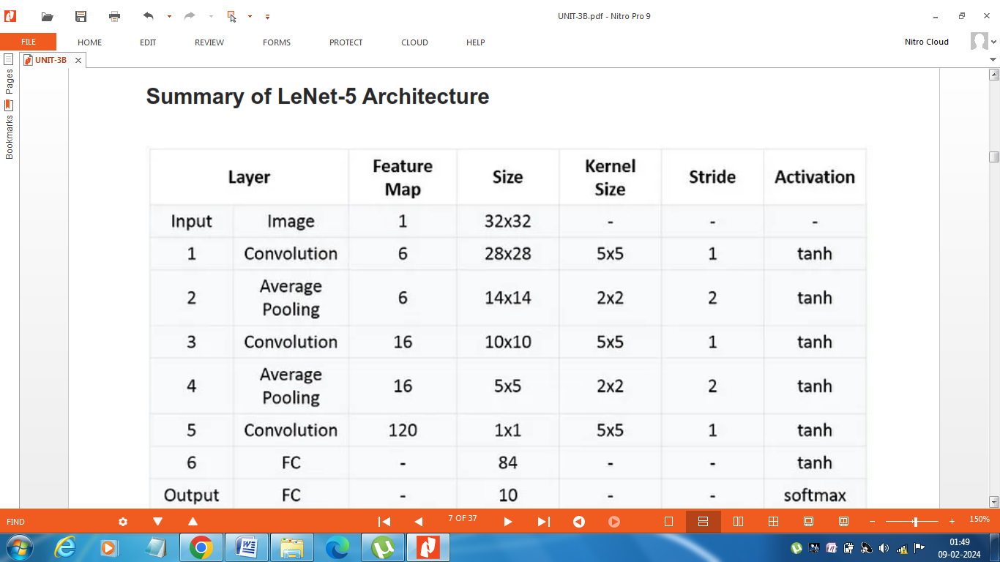 UNIT-3B.pdf - Nitro Pro 9
FILE
HOME
EDIT
REVIEW
FORMS
PROTECT
CLOUD
HELP
Nitro Cloud
UNIT-3B
Pages
Bookmarks
Summary of LeNet-5 Architecture
Layer Feature Map Size Kernel Size Stride Activation
Input Image 1 32x32 - - -
1 Convolution 6 28x28 5x5 1 tanh
2 Average Pooling 6 14x14 2x2 2 tanh
3 Convolution 16 10x10 5x5 1 tanh
4 Average Pooling 16 5x5 2x2 2 tanh
5 Convolution 120 1x1 5x5 1 tanh
6 FC - 84 - - tanh
Output FC - 10 - - softmax
FIND
7 OF 37
150%
01:49
09-02-2024